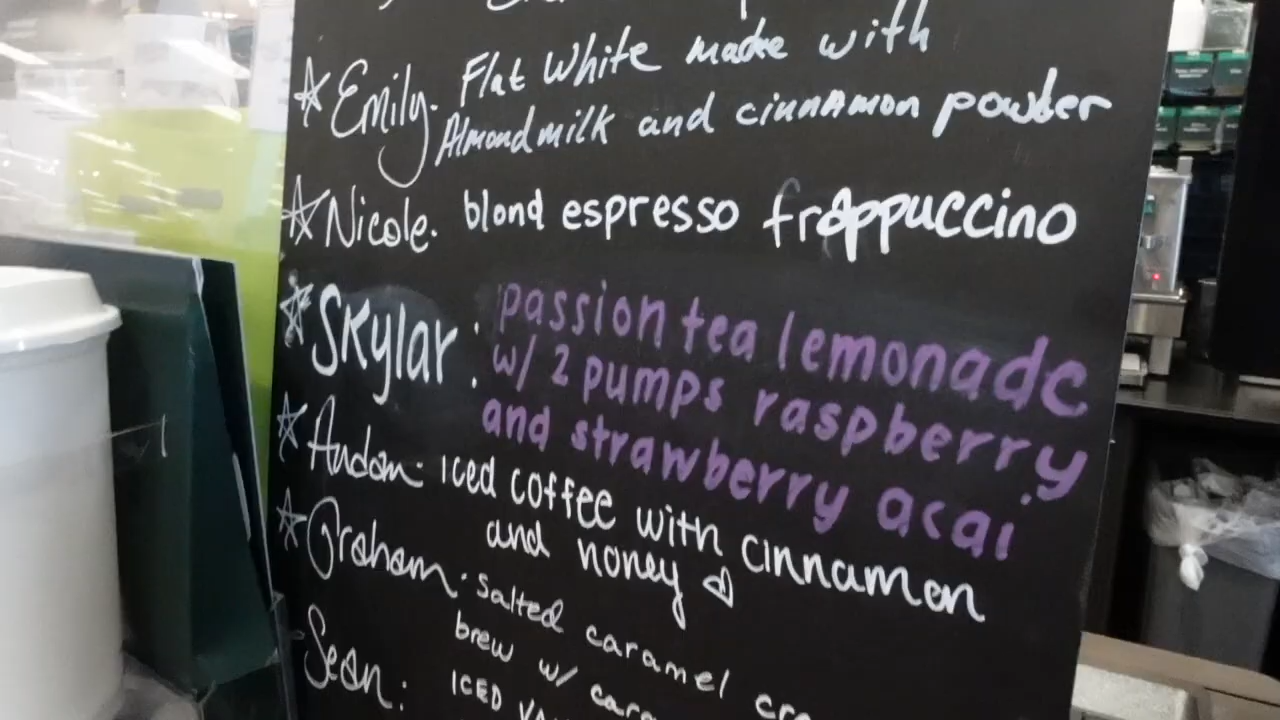 Emily. Flat White made with
Almondmilk and cinnamon powder
Nicole. blond espresso frappuccino
Skylar: passion tea lemonade
w/ 2 pumps raspberry
and strawberry acai
iced coffee with cinnamon
and honey
Graham. Salted caramel
brew w/
Sean: ICED